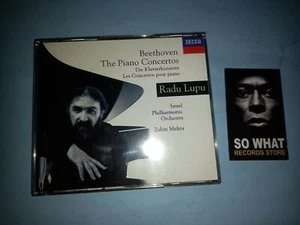 DECCA
Beethoven
The Piano Concertos
Die Klavierkonzerte
Les Concertos pour piano
Radu Lupu
Israel
Philharmonic
Orchestra
Zubin Mehta
SO WHAT
RECORDS STORE